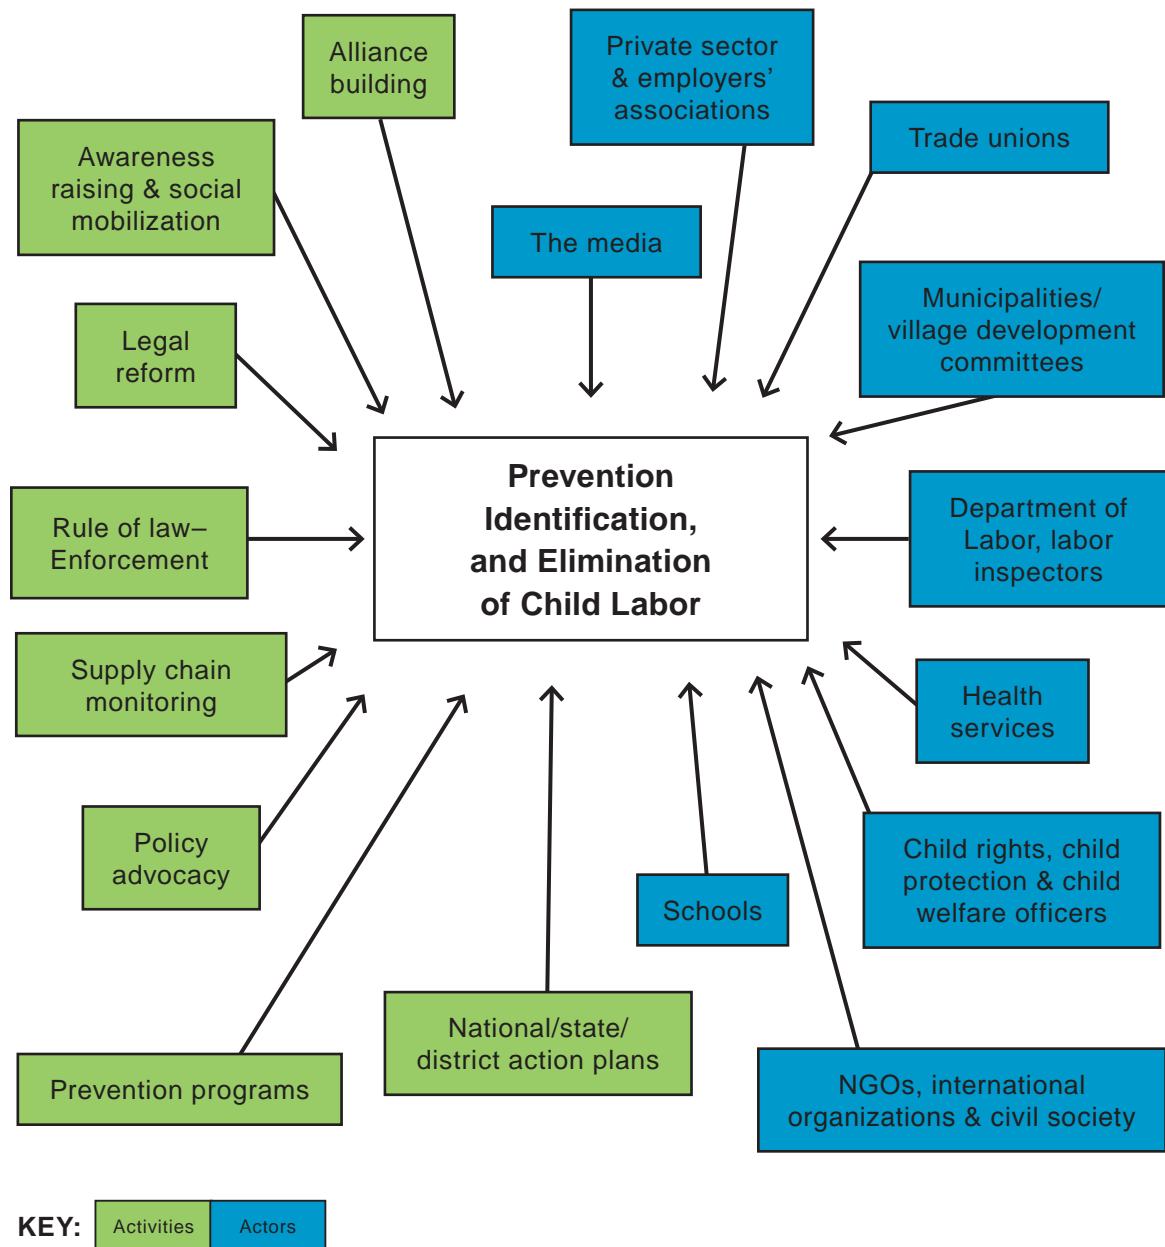 Alliance
building
Private sector
& employers’
associations
Trade unions
Awareness
raising & social
mobilization
The media
Municipalities/
village development
committees
Legal
reform
Prevention
Identification,
and Elimination
of Child Labor
Rule of law–
Enforcement
Department of
Labor, labor
inspectors
Supply chain
monitoring
Health
services
Policy
advocacy
Schools
Child rights, child
protection & child
welfare officers
National/state/
district action plans
Prevention programs
NGOs, international
organizations & civil society
KEY:
Activities
Actors